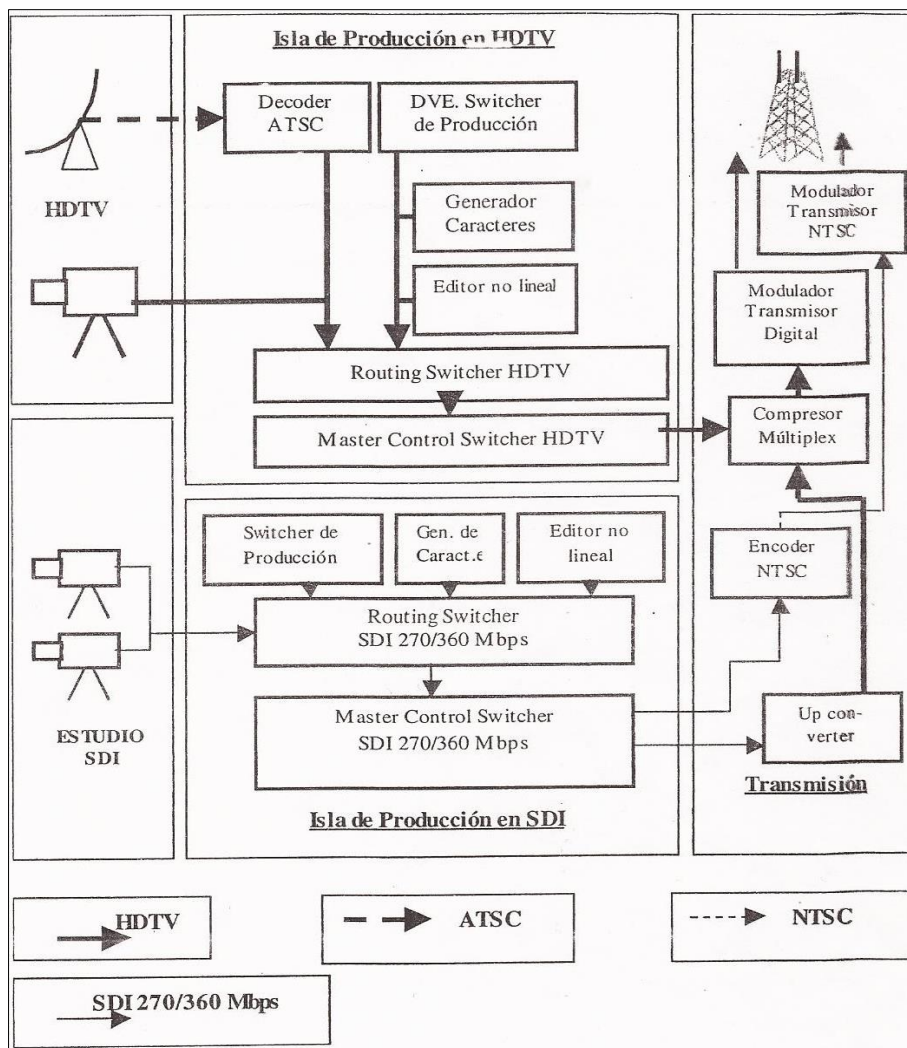 Isla de Producción en HDTV
Decoder
ATSC
DVE. Switcher
de Producción
HDTV
Generador
Caracteres
Editor no lineal
Routing Switcher HDTV
Master Control Switcher HDTV
Modulador
Transmisor
NTSC
Modulador
Transmisor
Digital
Compresor
Múltiplex
Switcher de
Producción
Gen. de
Caract.e
Editor no
lineal
Routing Switcher
SDI 270/360 Mbps
Master Control Switcher
SDI 270/360 Mbps
ESTUDIO
SDI
Isla de Producción en SDI
Encoder
NTSC
Up con-
verter
Transmisión
HDTV
ATSC
NTSC
SDI 270/360 Mbps